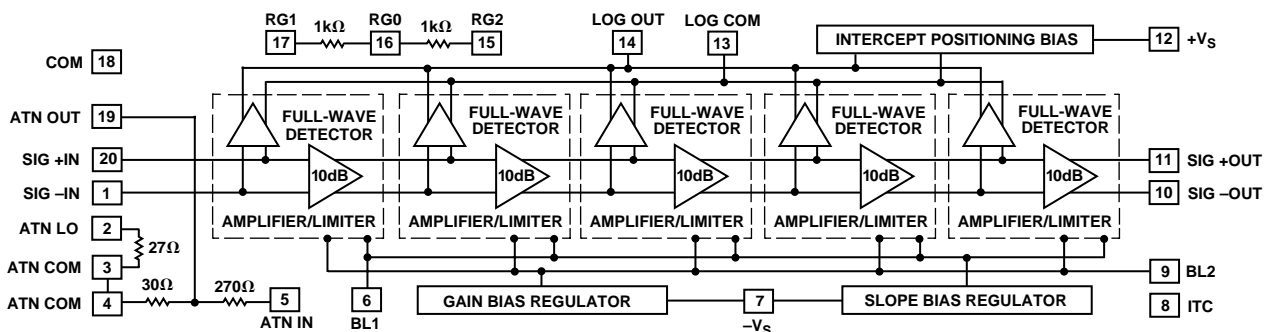 RG1 RG0 RG2
17 1kΩ 16 1kΩ 15
LOG OUT LOG COM
14 13
INTERCEPT POSITIONING BIAS 12 +VS
COM 18
ATN OUT 19
SIG +IN 20
SIG –IN 1
ATN LO 2
27Ω
ATN COM 3
ATN COM 4
30Ω
270Ω
5
ATN IN
FULL-WAVE
DETECTOR
10dB
AMPLIFIER/LIMITER
FULL-WAVE
DETECTOR
10dB
AMPLIFIER/LIMITER
FULL-WAVE
DETECTOR
10dB
AMPLIFIER/LIMITER
FULL-WAVE
DETECTOR
10dB
AMPLIFIER/LIMITER
FULL-WAVE
DETECTOR
10dB
AMPLIFIER/LIMITER
11 SIG +OUT
10 SIG –OUT
9 BL2
8 ITC
6
BL1
GAIN BIAS REGULATOR
7
–VS
SLOPE BIAS REGULATOR